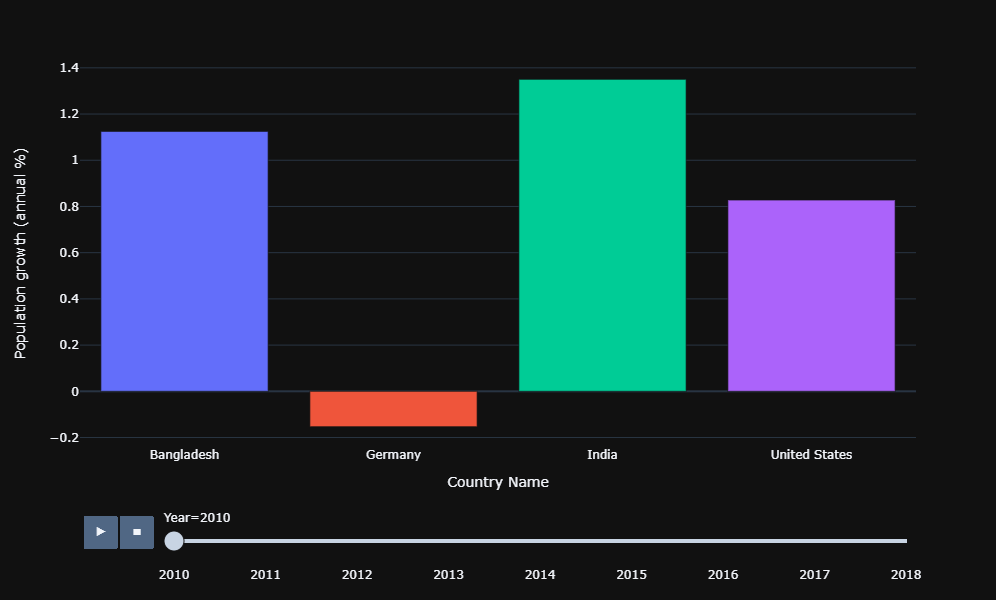 1.4
1.2
1
0.8
0.6
0.4
0.2
0
−0.2
Population growth (annual %)
Bangladesh Germany India United States
Country Name
Year=2010
2010 2011 2012 2013 2014 2015 2016 2017 2018